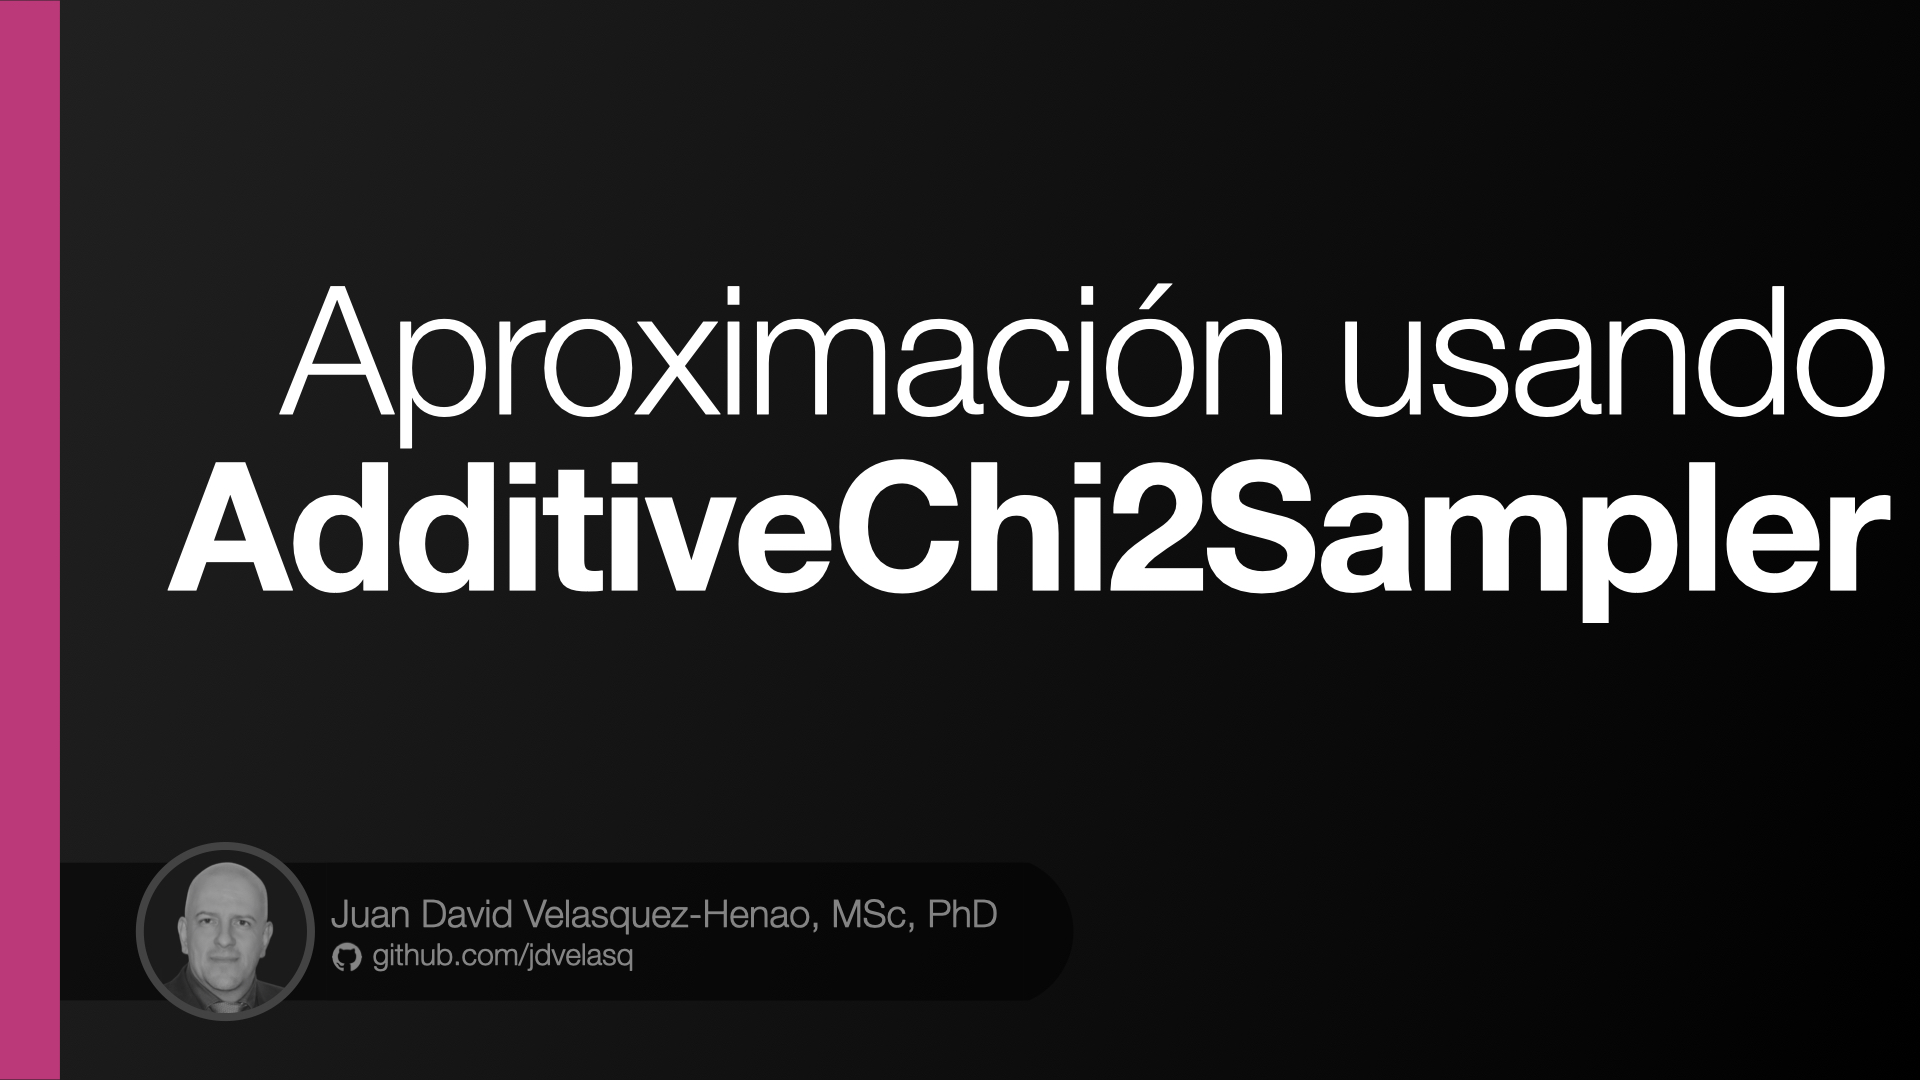 Aproximación usando
AdditiveChi2Sampler
Juan David Velasquez-Henao, MSc, PhD
github.com/jdvelasq